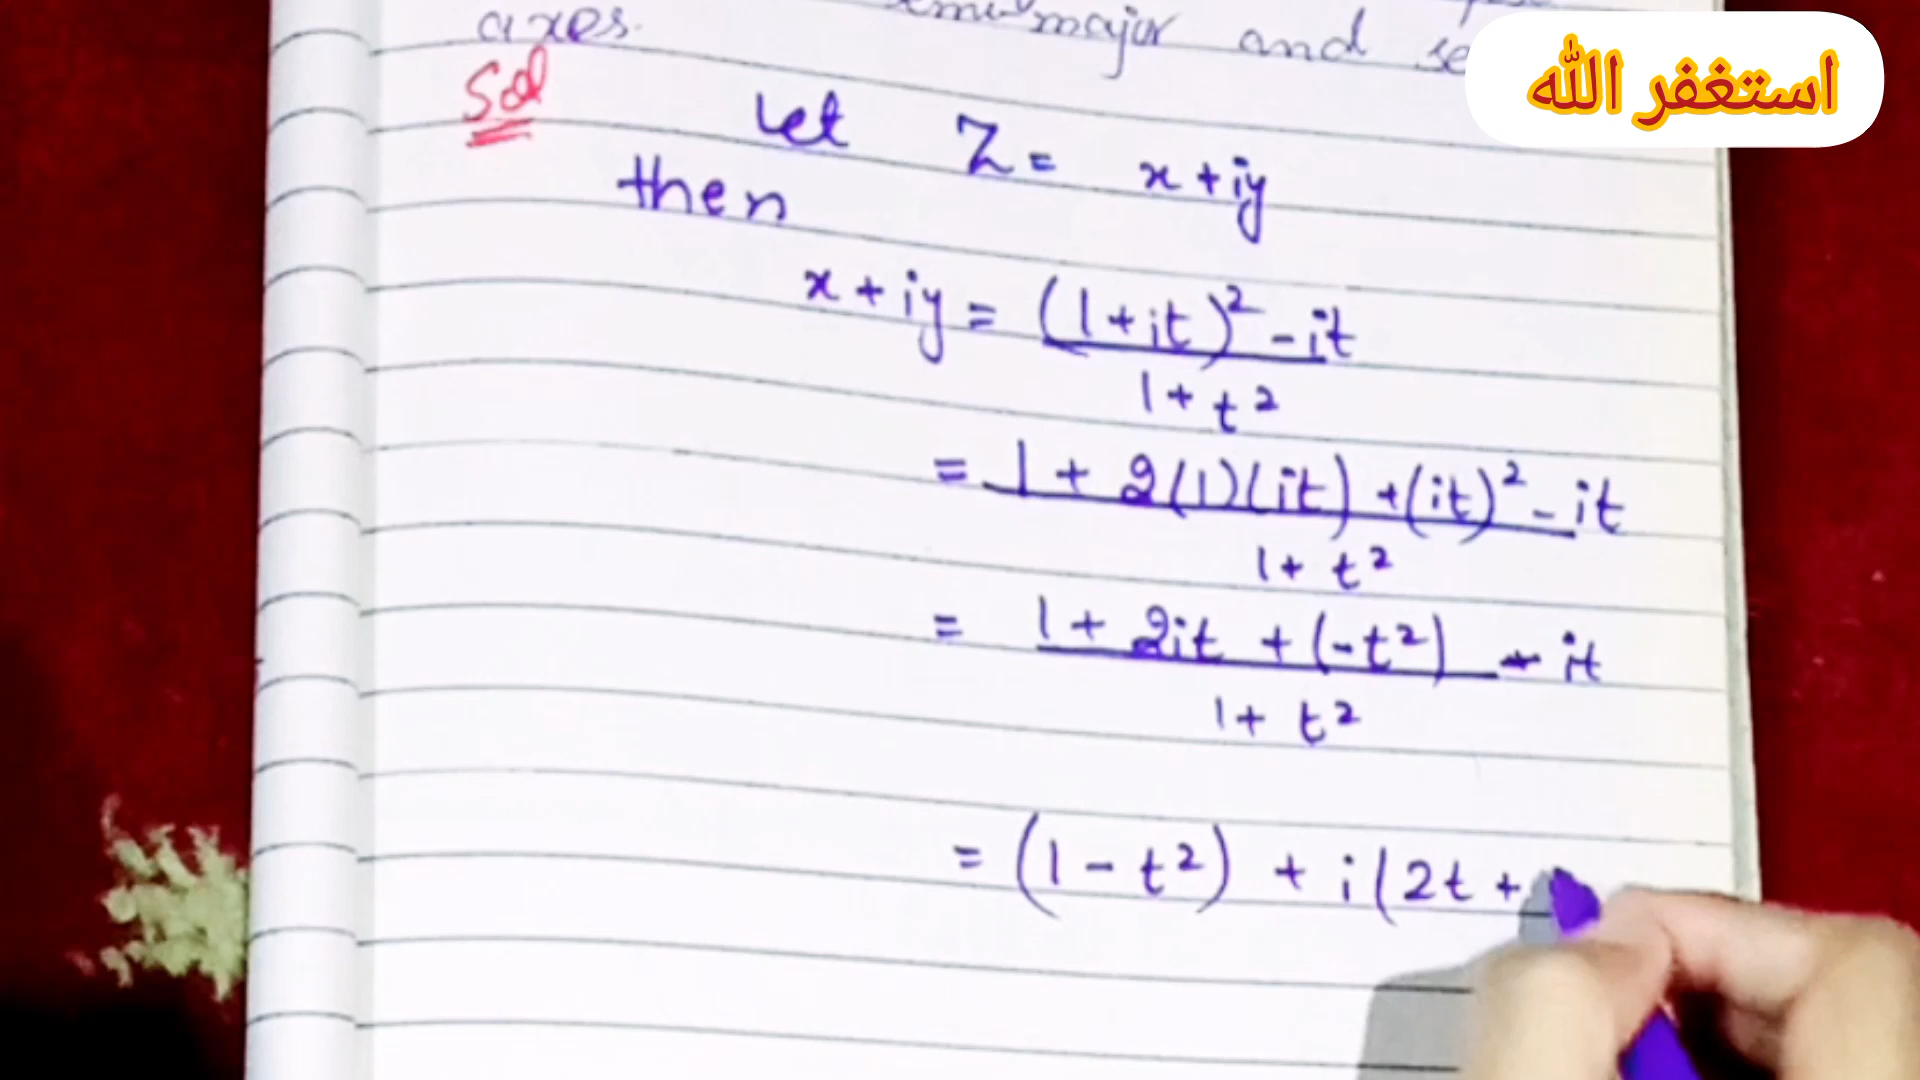 major and
axes.
استغفر الله
Sol
Let Z = x+iy
then
x + iy = (1+it)² - it
1 + t²
= 1 + 2(1)(it) + (it)² - it
1 + t²
= 1 + 2it + (-t²) - it
1 + t²
= (1 - t²) + i(2t +